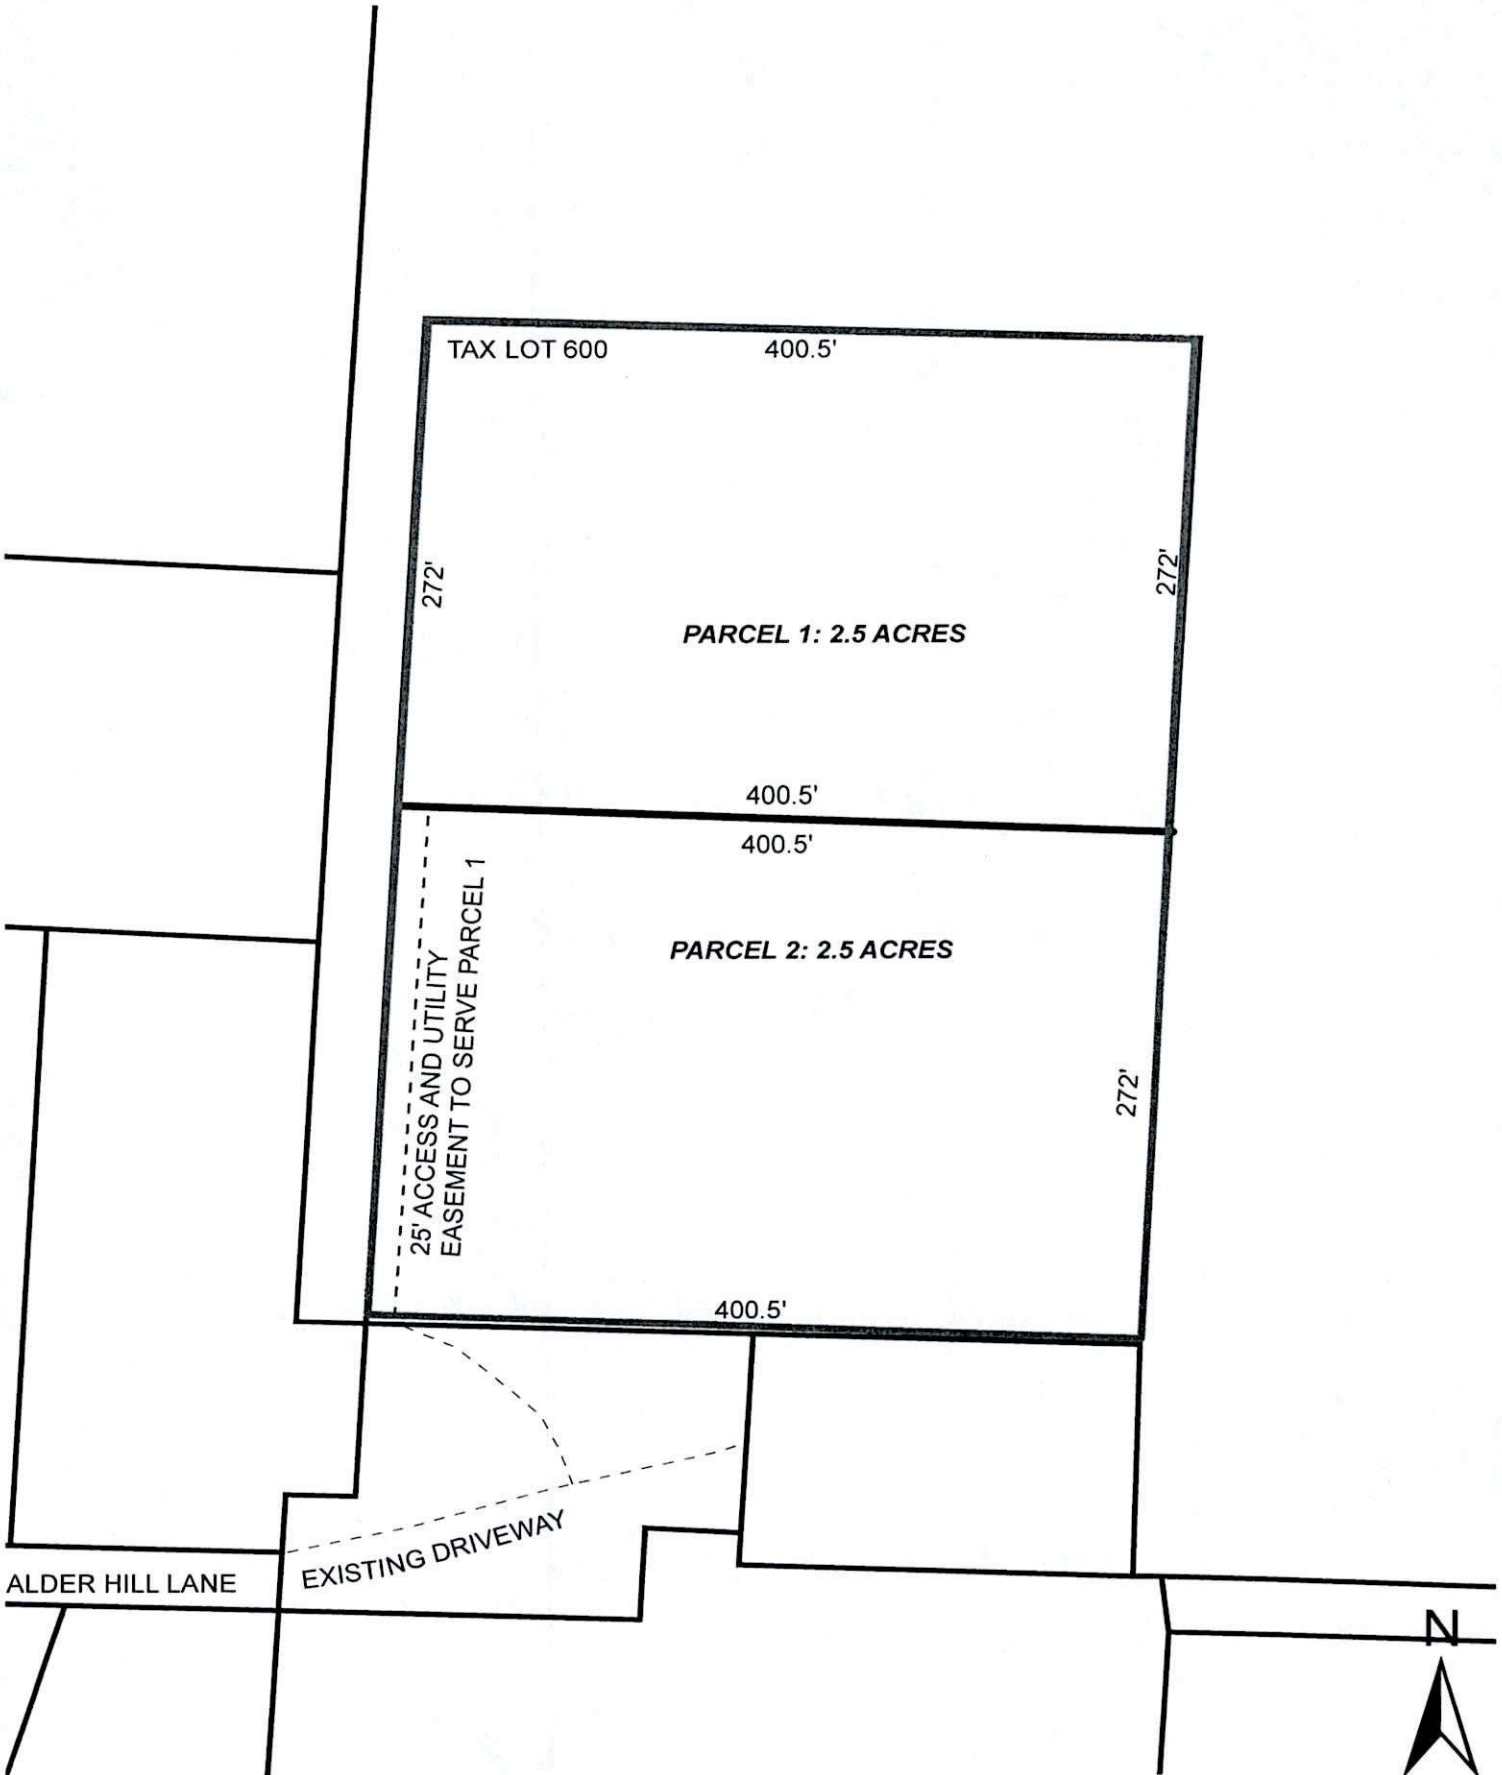 TAX LOT 600
400.5'
272'
272'
PARCEL 1: 2.5 ACRES
400.5'
400.5'
25' ACCESS AND UTILITY
EASEMENT TO SERVE PARCEL 1
PARCEL 2: 2.5 ACRES
272'
400.5'
EXISTING DRIVEWAY
ALDER HILL LANE
N